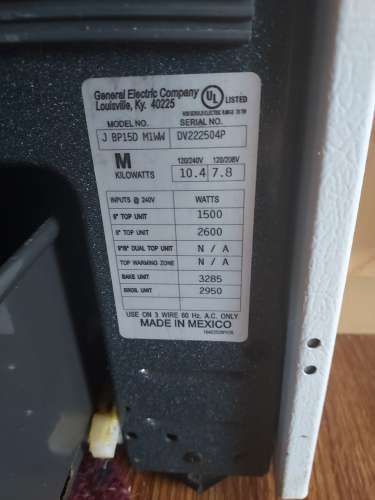 General Electric Company
Louisville, Ky. 40225
UL LISTED
MODEL NO. SERIAL NO.
J BP15D M1WW DV222504P
M
KILOWATTS
120/240V 120/208V
10.4 7.8
INPUTS @ 240V WATTS
6" TOP UNIT 1500
8" TOP UNIT 2600
6"/9" DUAL TOP UNIT N / A
TOP WARMING ZONE N / A
BAKE UNIT 3285
BROIL UNIT 2950
USE ON 3 WIRE 60 Hz. A.C. ONLY
MADE IN MEXICO